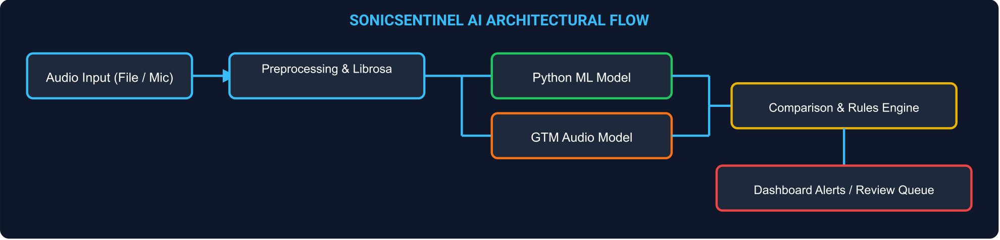 SONICSENTINEL AI ARCHITECTURAL FLOW
Audio Input (File / Mic)
Preprocessing & Librosa
Python ML Model
GTM Audio Model
Comparison & Rules Engine
Dashboard Alerts / Review Queue